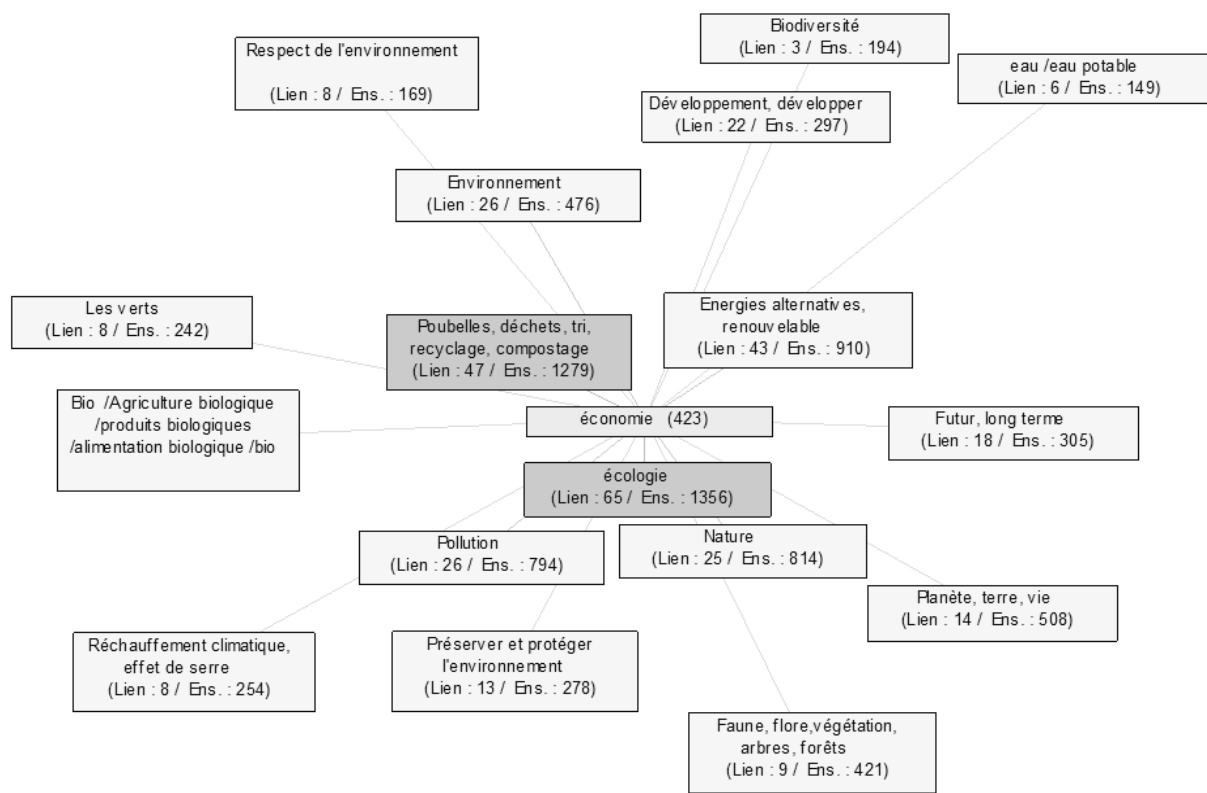 Biodiversité
(Lien : 3 / Ens. : 194)
Respect de l'environnement
(Lien : 8 / Ens. : 169)
eau /eau potable
(Lien : 6 / Ens. : 149)
Développement, développer
(Lien : 22 / Ens. : 297)
Environnement
(Lien : 26 / Ens. : 476)
Les verts
(Lien : 8 / Ens. : 242)
Energies alternatives,
renouvelable
(Lien : 43 / Ens. : 910)
Poubelles, déchets, tri,
recyclage, compostage
(Lien : 47 / Ens. : 1279)
Bio /Agriculture biologique
/produits biologiques
/alimentation biologique /bio
économie (423)
Futur, long terme
(Lien : 18 / Ens. : 305)
écologie
(Lien : 65 / Ens. : 1356)
Pollution
(Lien : 26 / Ens. : 794)
Nature
(Lien : 25 / Ens. : 814)
Planète, terre, vie
(Lien : 14 / Ens. : 508)
Réchauffement climatique,
effet de serre
(Lien : 8 / Ens. : 254)
Préserver et protéger
l'environnement
(Lien : 13 / Ens. : 278)
Faune, flore,végétation,
arbres, forêts
(Lien : 9 / Ens. : 421)